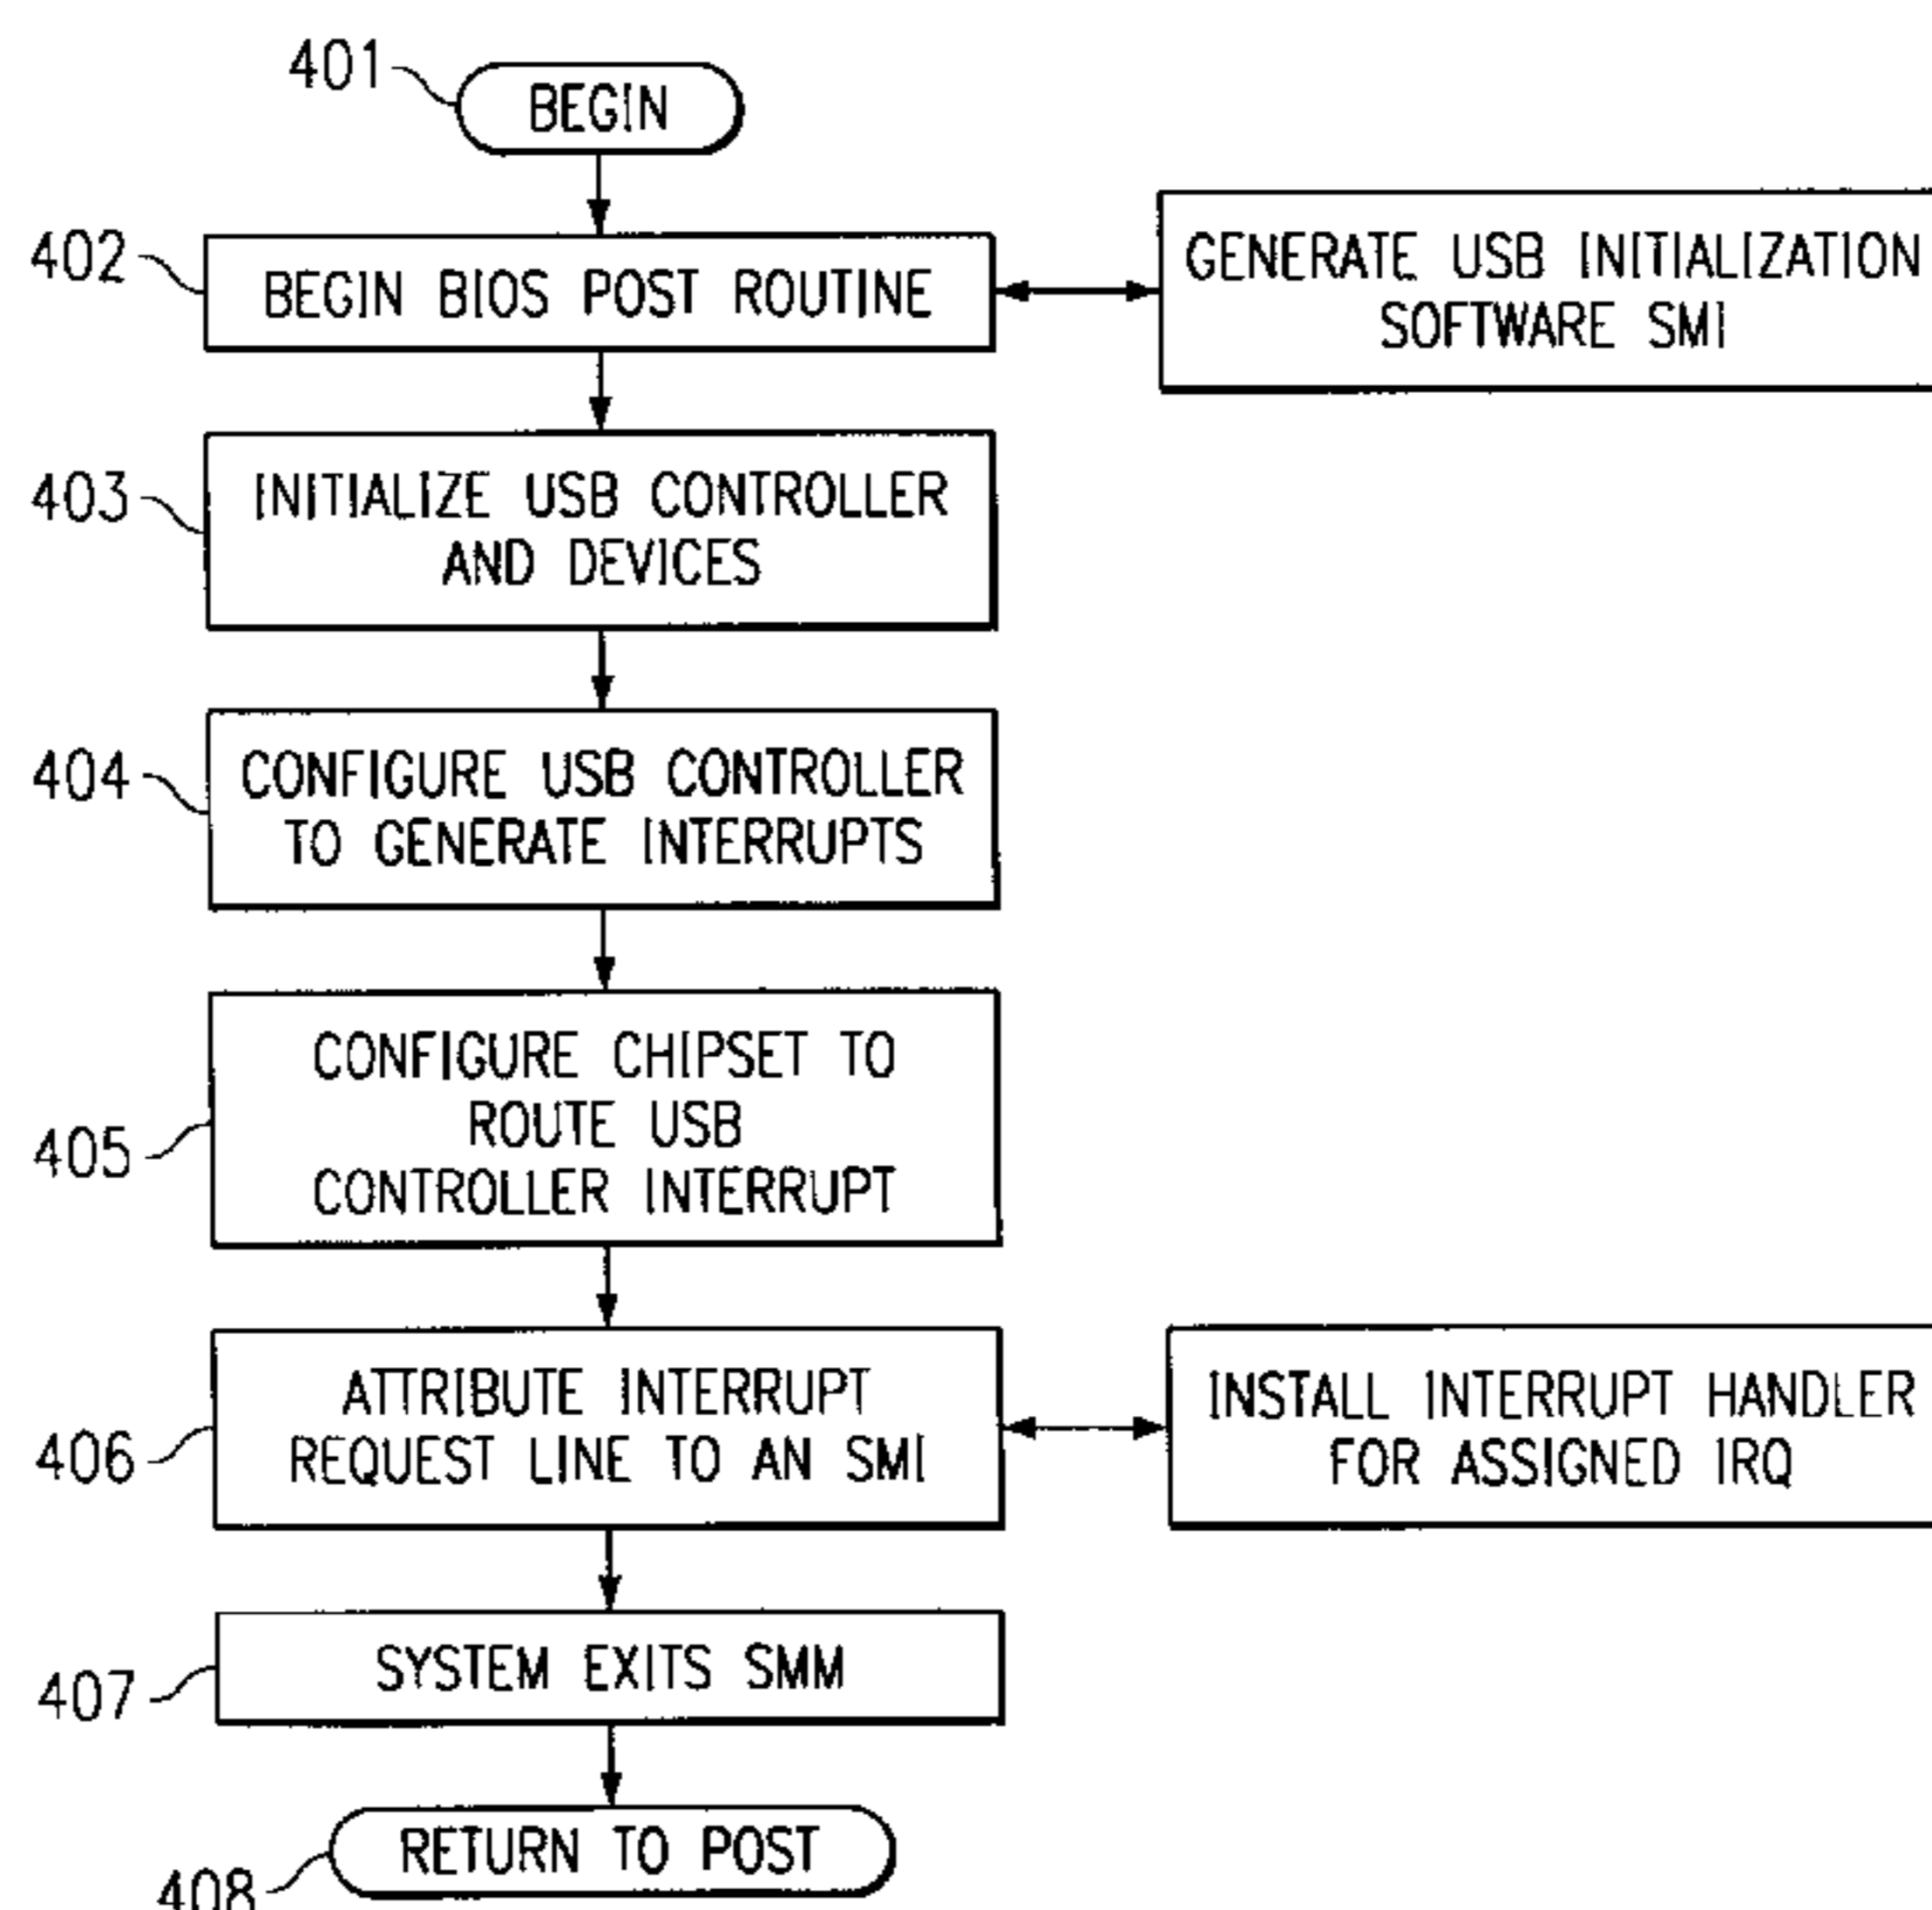 401
BEGIN
402
BEGIN BIOS POST ROUTINE
GENERATE USB INITIALIZATION
SOFTWARE SMI
403
INITIALIZE USB CONTROLLER
AND DEVICES
404
CONFIGURE USB CONTROLLER
TO GENERATE INTERRUPTS
405
CONFIGURE CHIPSET TO
ROUTE USB
CONTROLLER INTERRUPT
406
ATTRIBUTE INTERRUPT
REQUEST LINE TO AN SMI
INSTALL INTERRUPT HANDLER
FOR ASSIGNED IRQ
407
SYSTEM EXITS SMM
408
RETURN TO POST